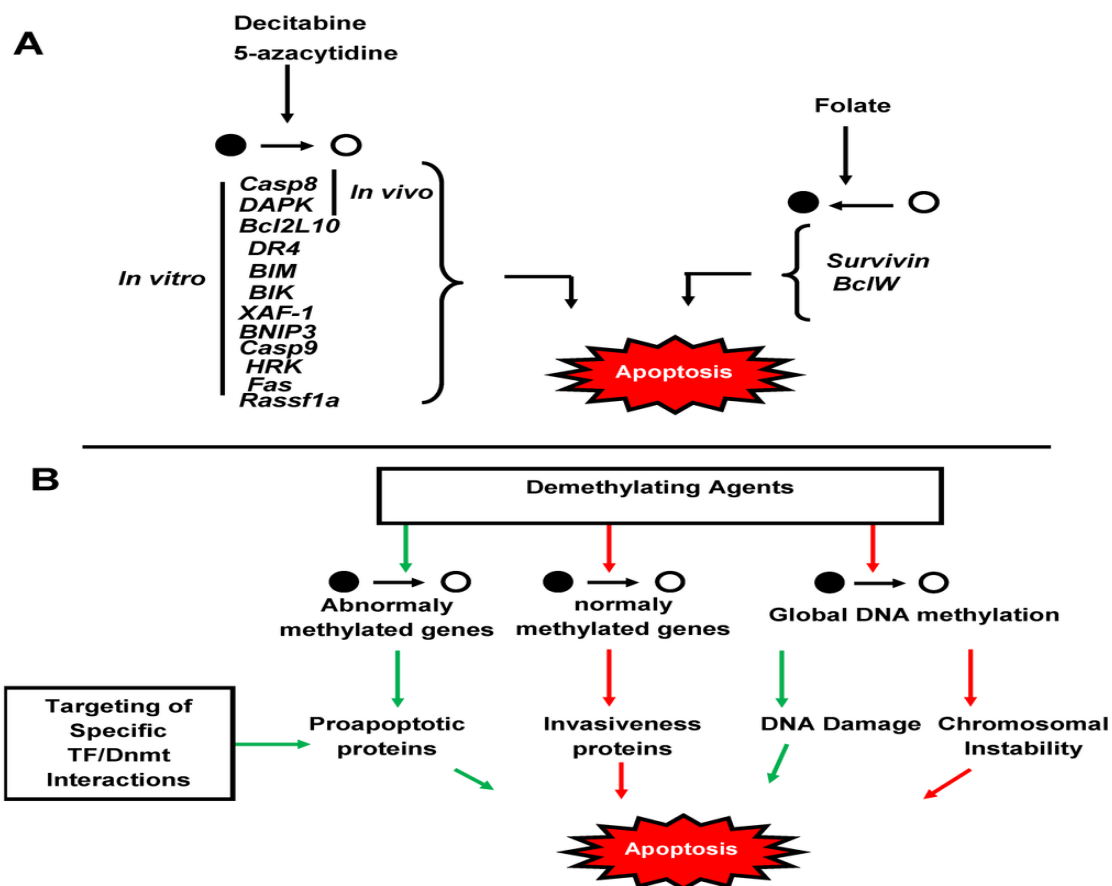 A
Decitabine
5-azacytidine
Folate
Casp8
DAPK
Bcl2L10
DR4
BIM
BIK
XAF-1
BNIP3
Casp9
HRK
Fas
Rassf1a
In vivo
In vitro
Survivin
BclW
Apoptosis
B
Demethylating Agents
Abnormaly
methylated genes
normaly
methylated genes
Global DNA methylation
Targeting of
Specific
TF/Dnmt
Interactions
Proapoptotic
proteins
Invasiveness
proteins
DNA Damage
Chromosomal
Instability
Apoptosis